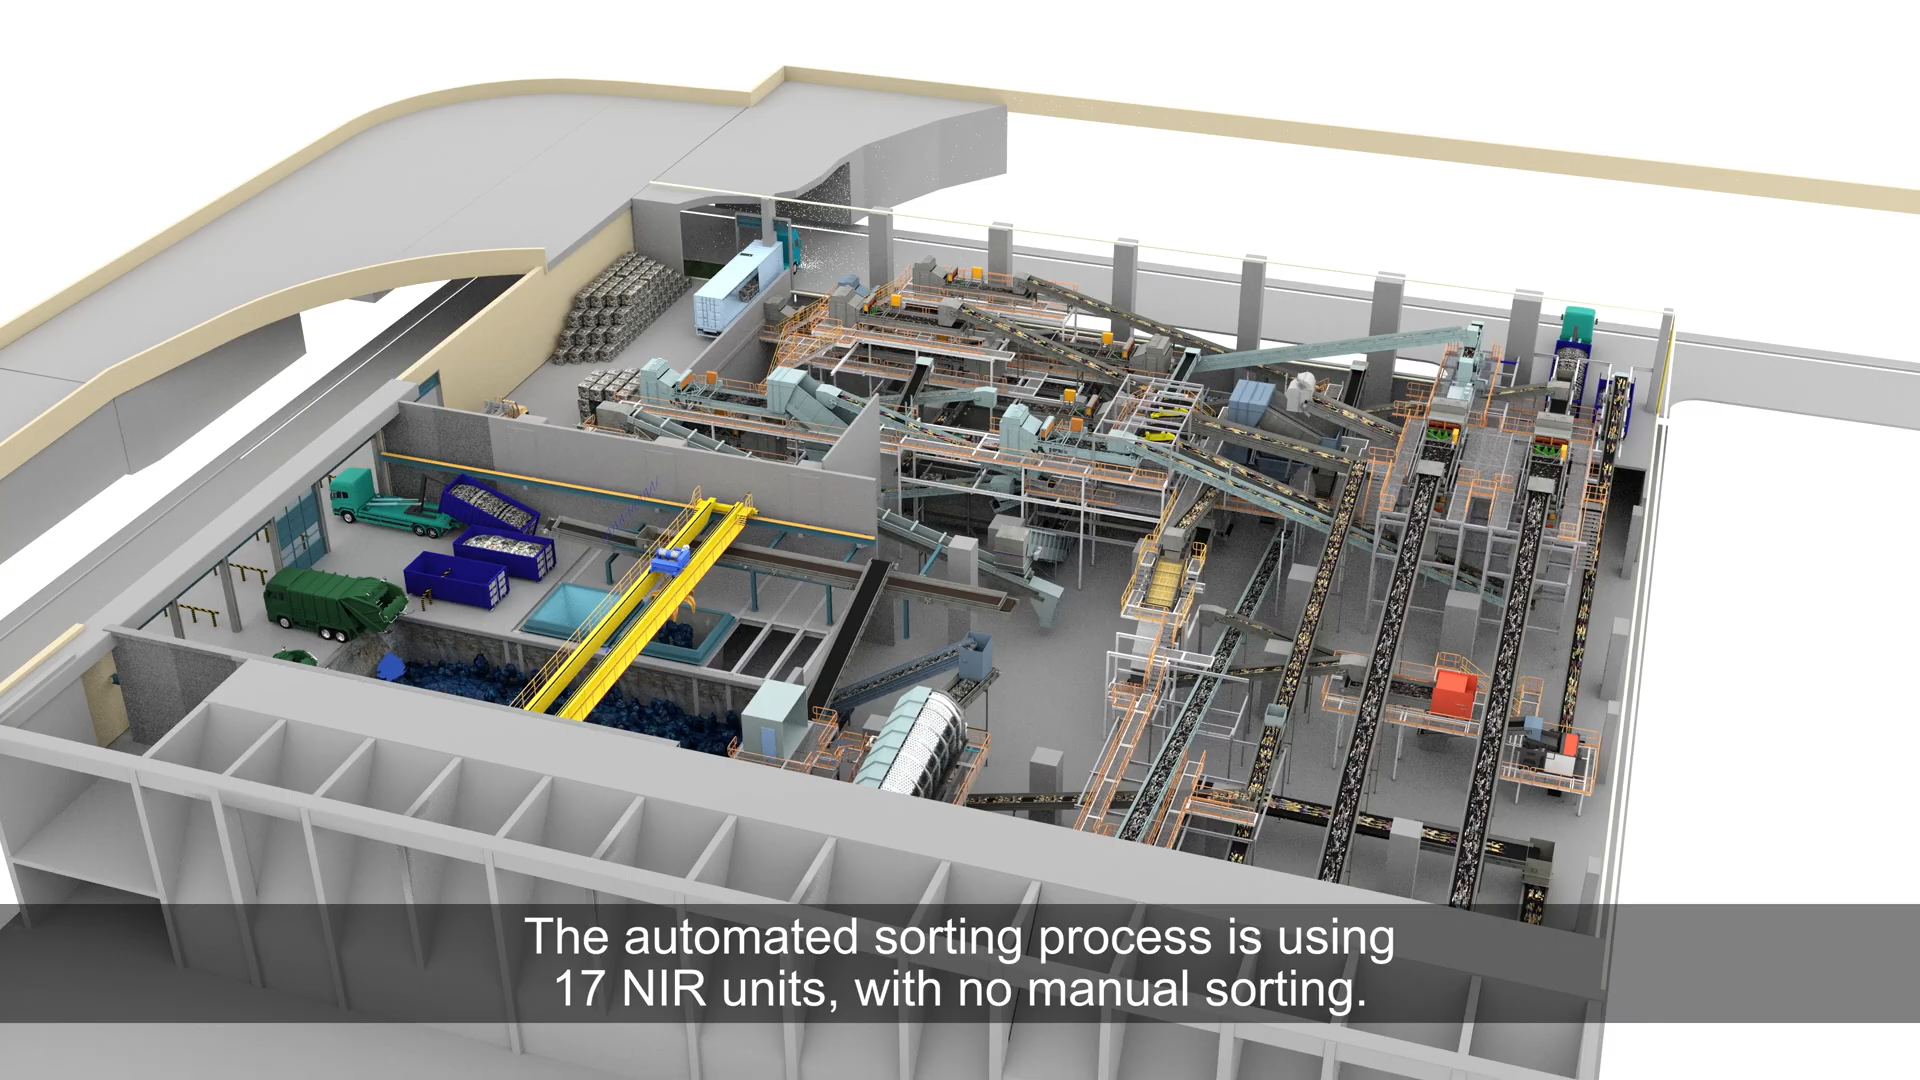 The automated sorting process is using
17 NIR units, with no manual sorting.